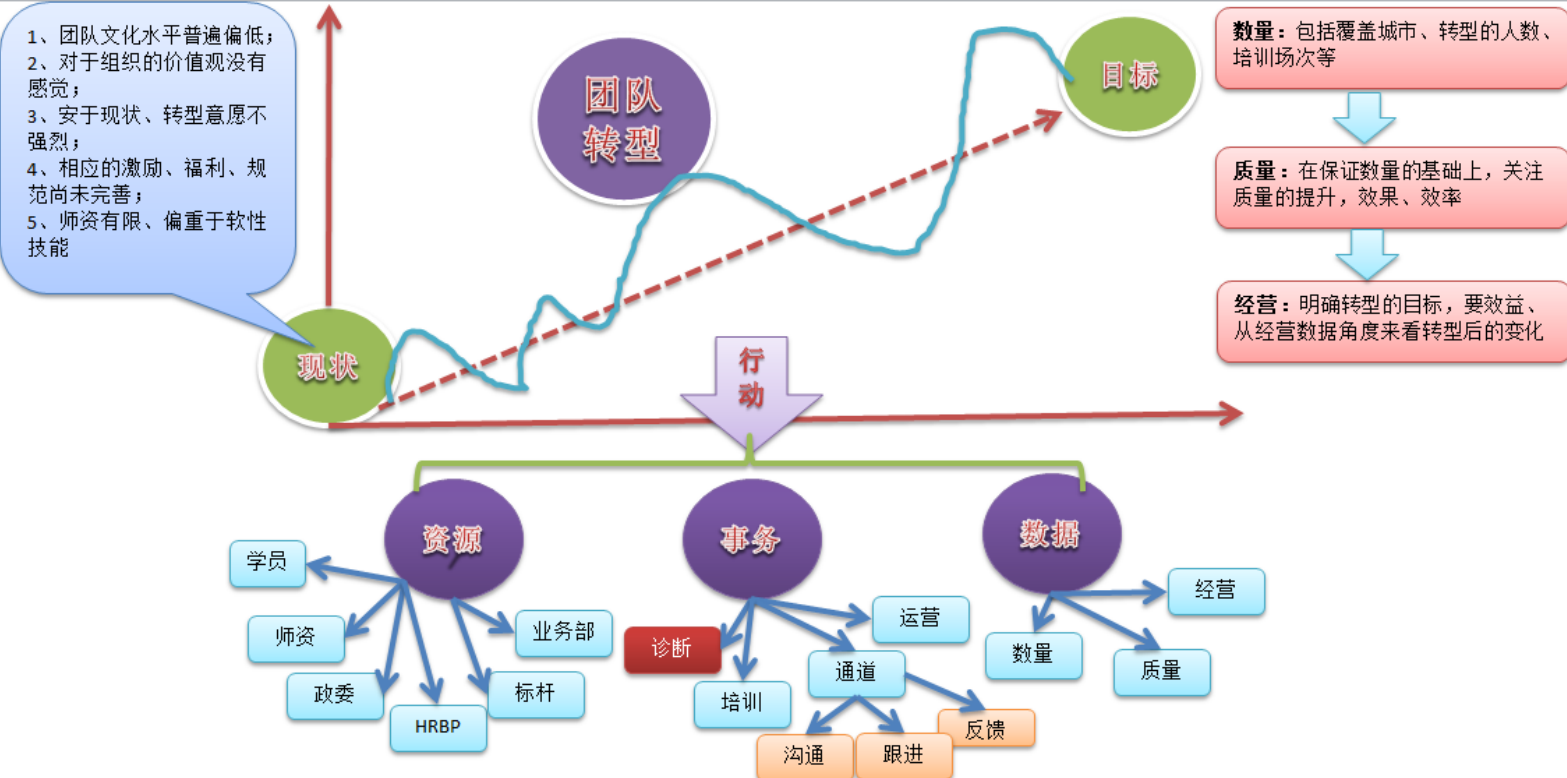 1、团队文化水平普遍偏低；
2、对于组织的价值观没有
感觉；
3、安于现状、转型意愿不
强烈；
4、相应的激励、福利、规
范尚未完善；
5、师资有限、偏重于软性
技能
团队
转型
目标
数量：包括覆盖城市、转型的人数、
培训场次等
质量：在保证数量的基础上，关注
质量的提升，效果、效率
经营：明确转型的目标，要效益、
从经营数据角度来看转型后的变化
现状
行
动
资源
事务
数据
学员
师资
政委
HRBP
标杆
业务部
诊断
培训
通道
运营
沟通
跟进
反馈
数量
质量
经营